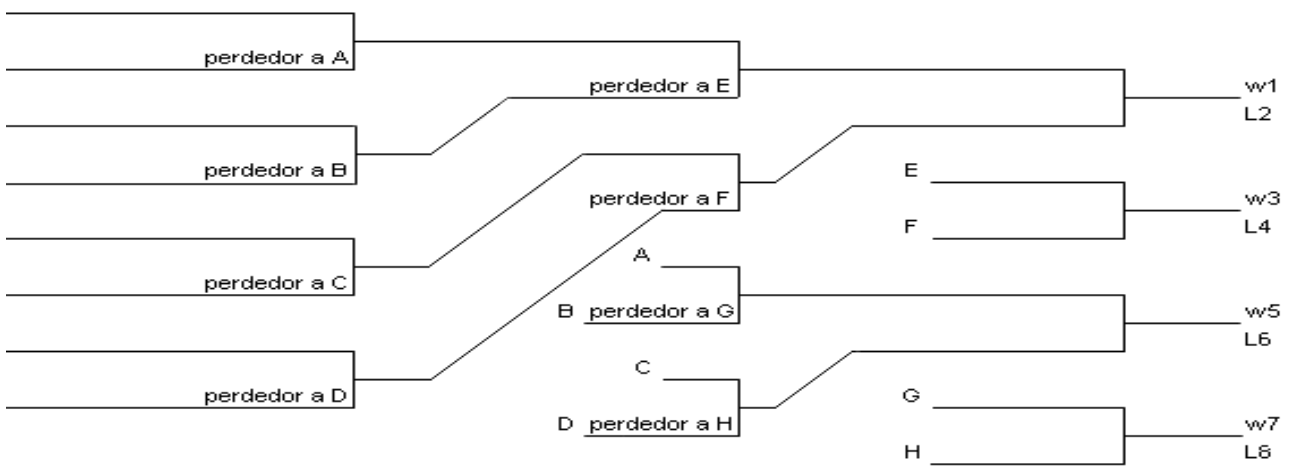 perdedor a A
perdedor a E
w1
L2
perdedor a B
E
perdedor a F
w3
L4
F
A
perdedor a C
B perdedor a G
w5
L6
C
perdedor a D
G
D perdedor a H
w7
L8
H